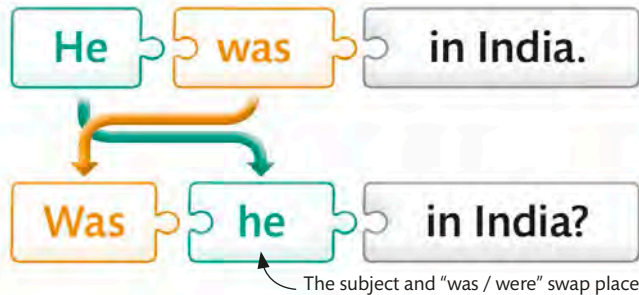 He was in India.
Was he in India?
The subject and "was / were" swap place